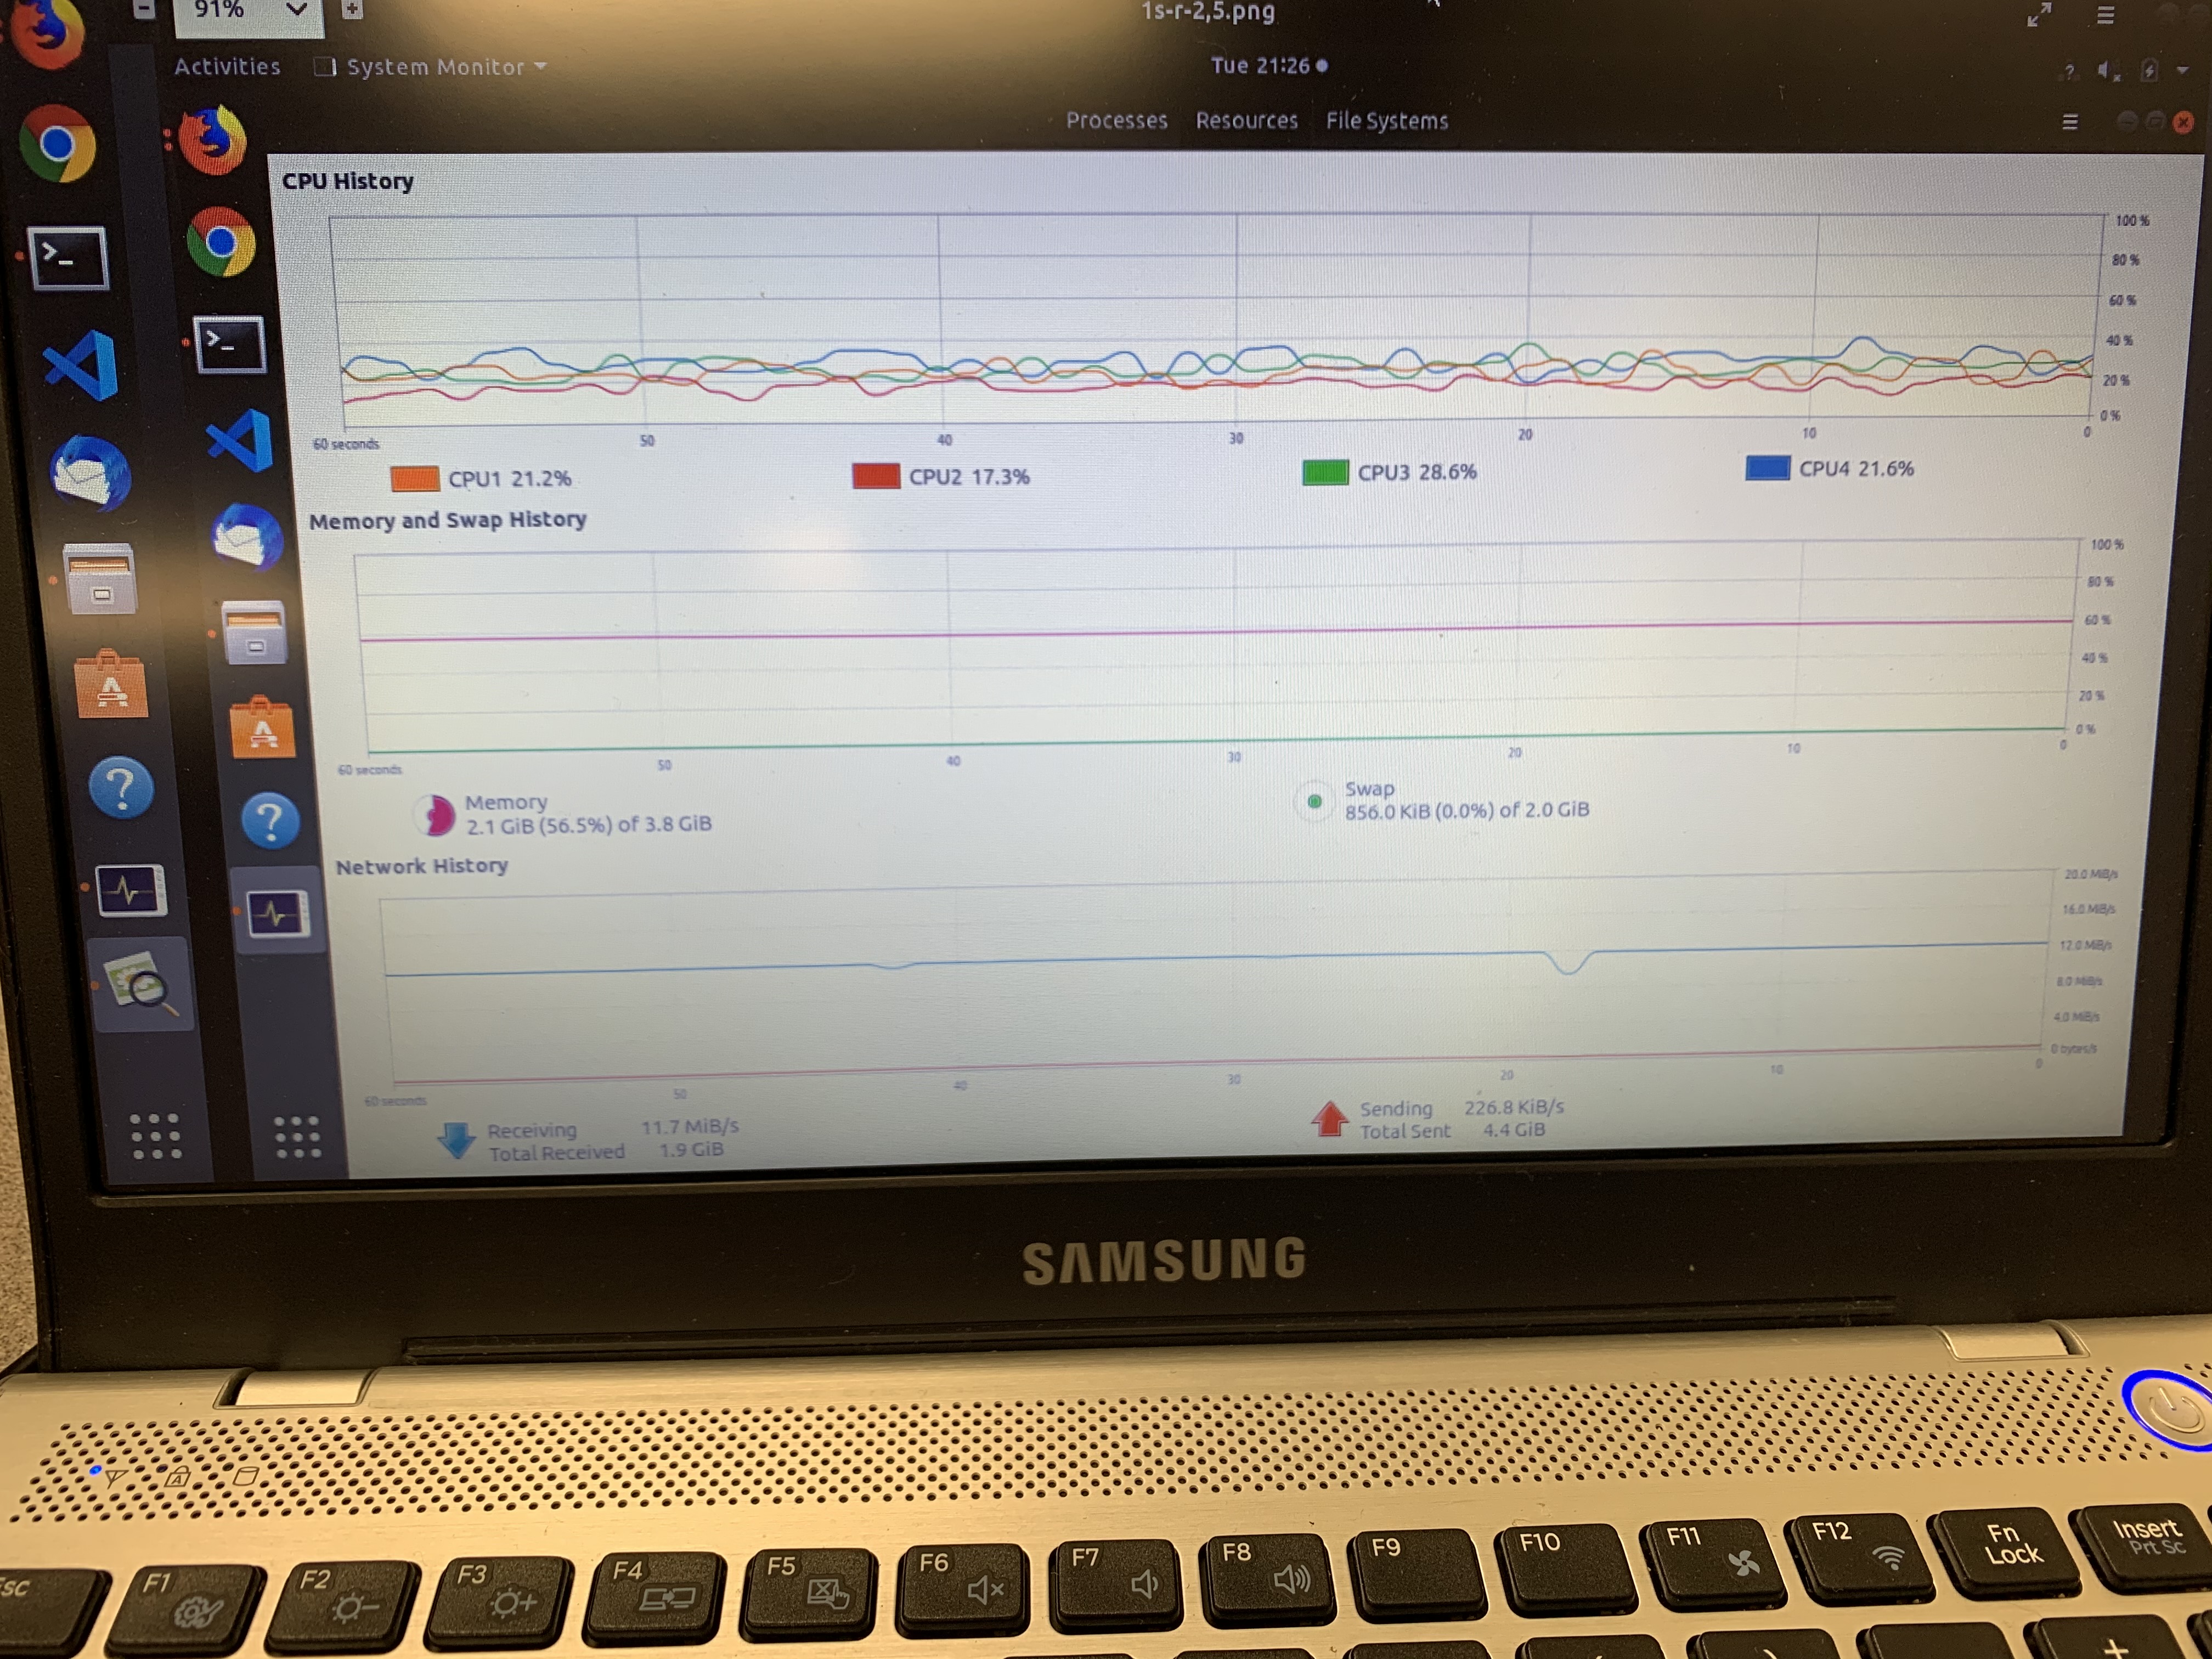 91%
1s-r-2,5.png
Activities
System Monitor
Tue 21:26
?
Processes Resources File Systems
CPU History
100 %
80 %
60 %
40 %
20 %
0 %
60 seconds 50 40 30 20 10 0
CPU1 21.2% CPU2 17.3% CPU3 28.6% CPU4 21.6%
Memory and Swap History
100 %
80 %
60 %
40 %
20 %
0 %
60 seconds 50 40 30 20 10 0
Memory
2.1 GiB (56.5%) of 3.8 GiB
Swap
856.0 KiB (0.0%) of 2.0 GiB
Network History
20.0 MiB/s
16.0 MiB/s
12.0 MiB/s
8.0 MiB/s
4.0 MiB/s
0 bytes/s
60 seconds 50 40 30 20 10 0
Receiving 11.7 MiB/s
Total Received 1.9 GiB
Sending 226.8 KiB/s
Total Sent 4.4 GiB
SAMSUNG
sc F1 F2 F3 F4 F5 F6 F7 F8 F9 F10 F11 F12 Fn Lock Insert
Prt Sc
+